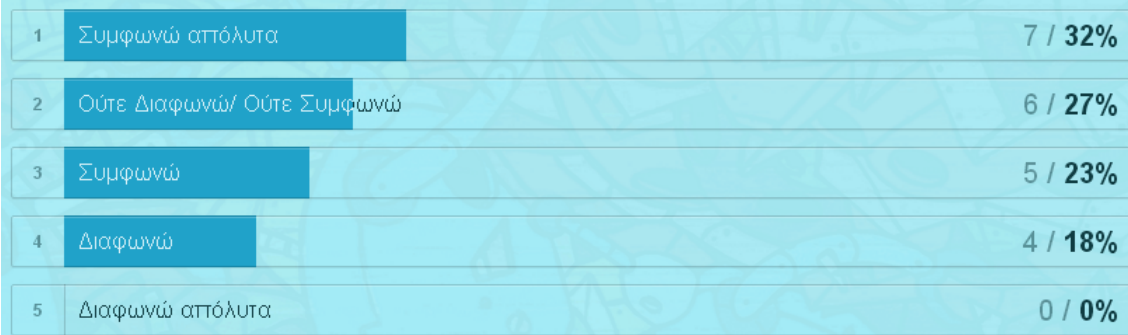 1 Συμφωνώ απόλυτα 7 / 32%
2 Ούτε Διαφωνώ/ Ούτε Συμφωνώ 6 / 27%
3 Συμφωνώ 5 / 23%
4 Διαφωνώ 4 / 18%
5 Διαφωνώ απόλυτα 0 / 0%